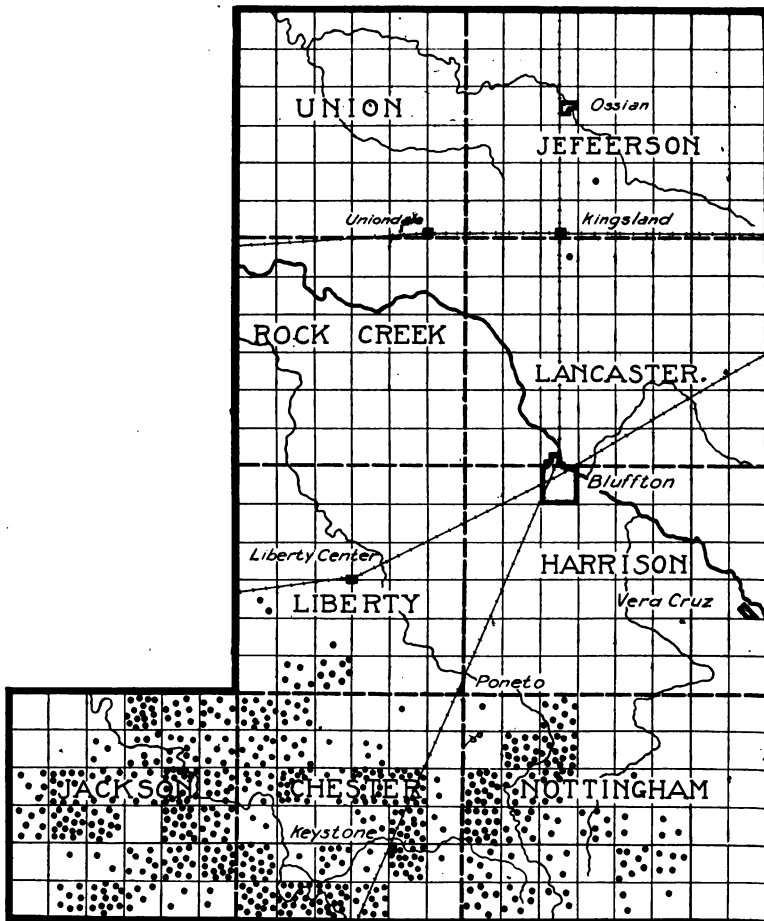 UNION
Ossian
JEFEERSON
Uniondale
Kingsland
ROCK CREEK
LANCASTER.
Bluffton
Liberty Center
HARRISON
LIBERTY
Vera Cruz
Poneto
JACKSON
CHESTER
NOTTINGHAM
Keystone